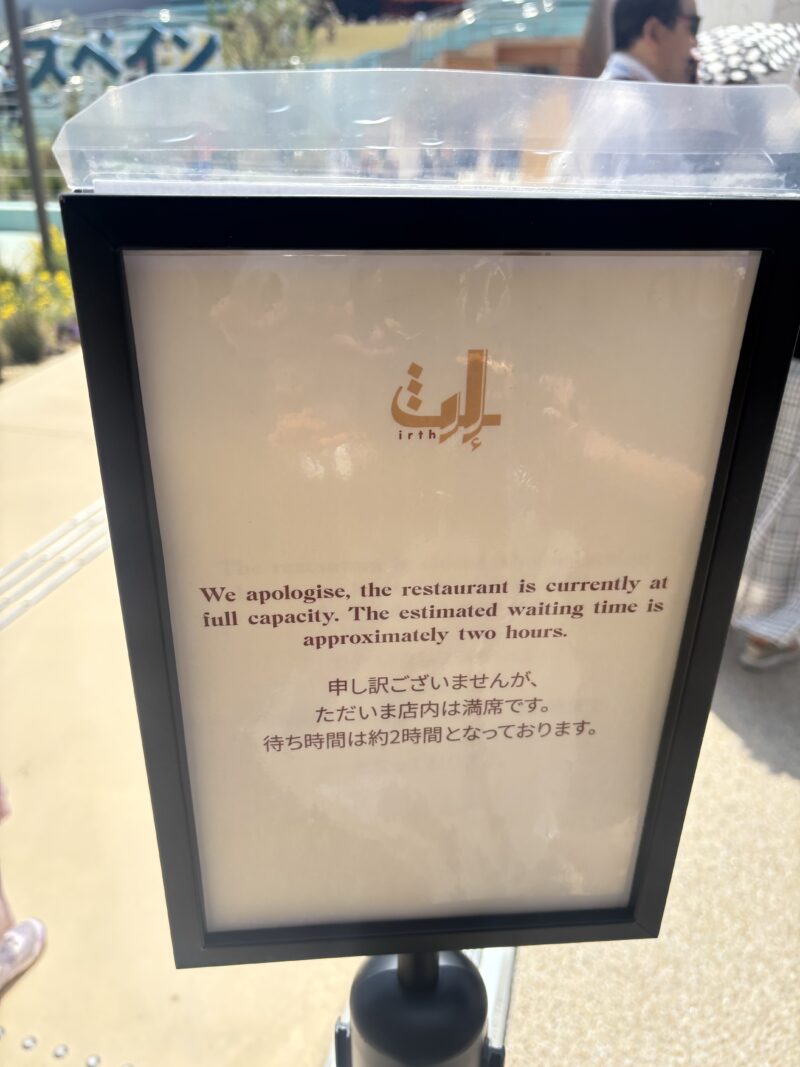 スペイン
إرث
irth
We apologise, the restaurant is currently at
full capacity. The estimated waiting time is
approximately two hours.
申し訳ございませんが、
ただいま店内は満席です。
待ち時間は約2時間となっております。